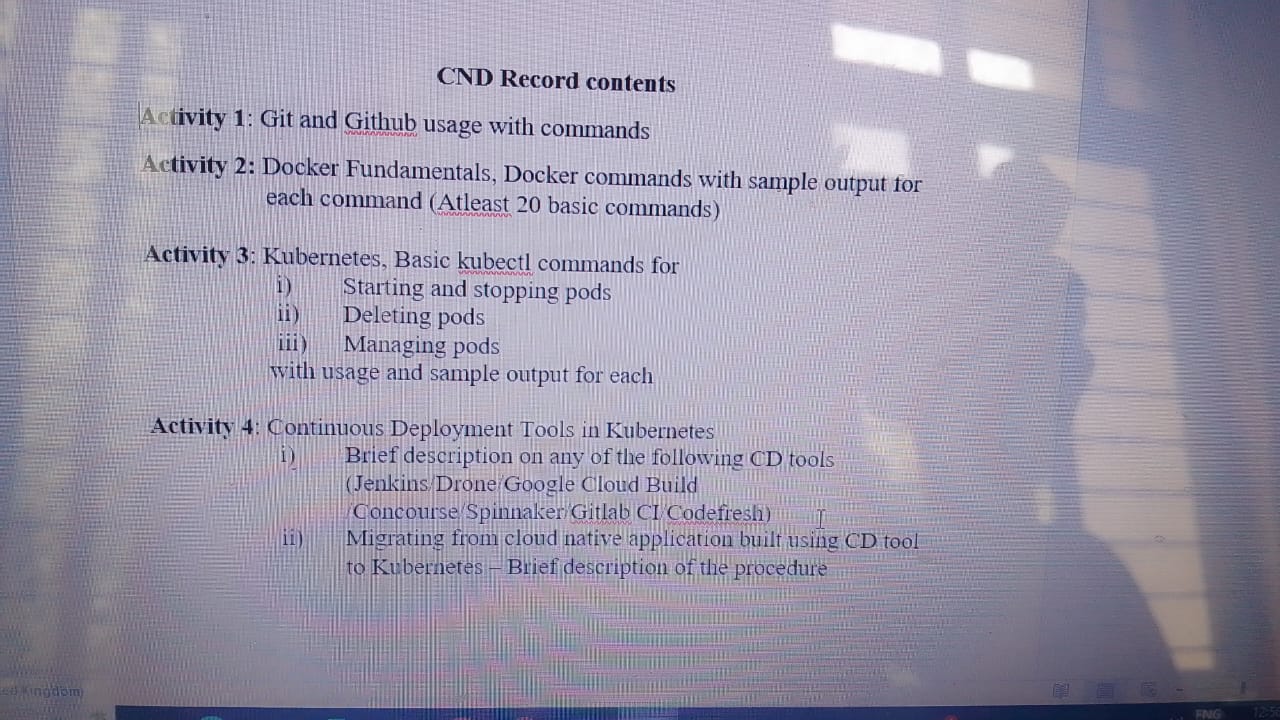 CND Record contents
Activity 1: Git and Github usage with commands
Activity 2: Docker Fundamentals, Docker commands with sample output for
each command (Atleast 20 basic commands)
Activity 3: Kubernetes, Basic kubectl commands for
i) Starting and stopping pods
ii) Deleting pods
iii) Managing pods
with usage and sample output for each
Activity 4: Continuous Deployment Tools in Kubernetes
i) Brief description on any of the following CD tools
(Jenkins/Drone/Google Cloud Build
/Concourse/Spinnaker/Gitlab CI/Codefresh)
ii) Migrating from cloud native application built using CD tool
to Kubernetes – Brief description of the procedure
Kingdom)
ENG